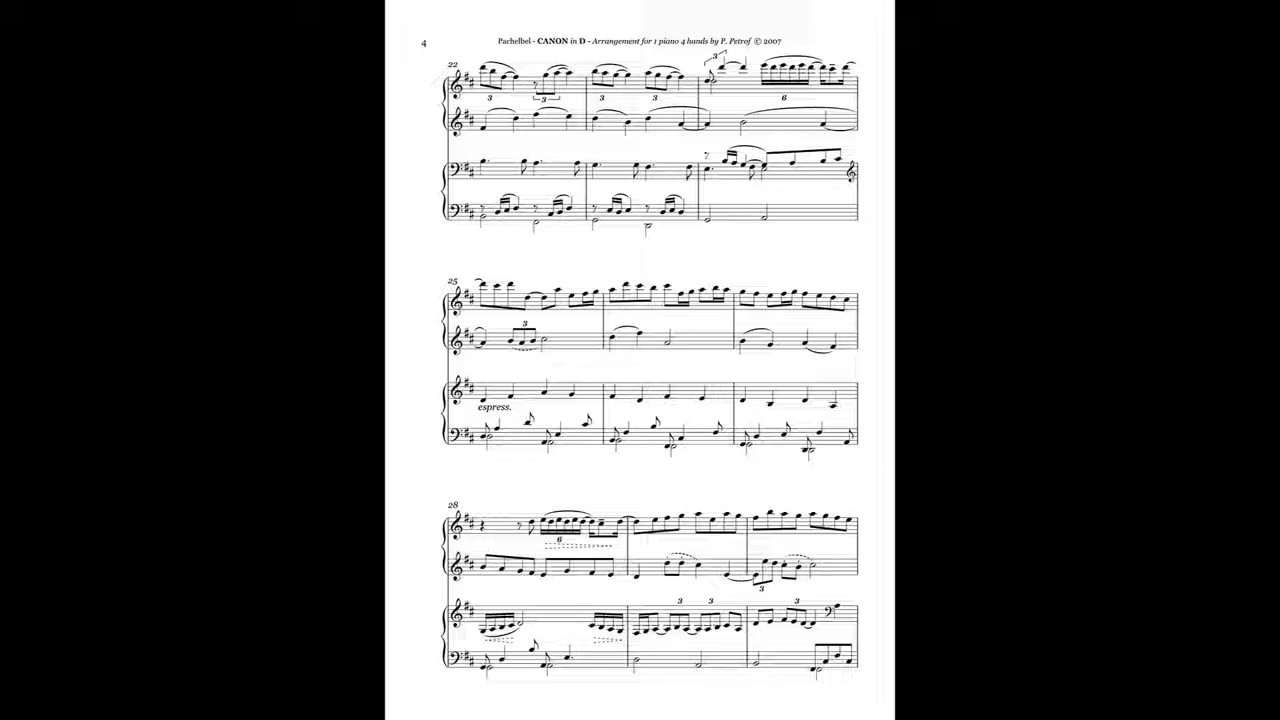 4
Pachelbel - CANON in D - Arrangement for 1 piano 4 hands by P. Petrof © 2007
22
3
3 3 3 3 6
25
3
espress.
28
6
3
3 3 3